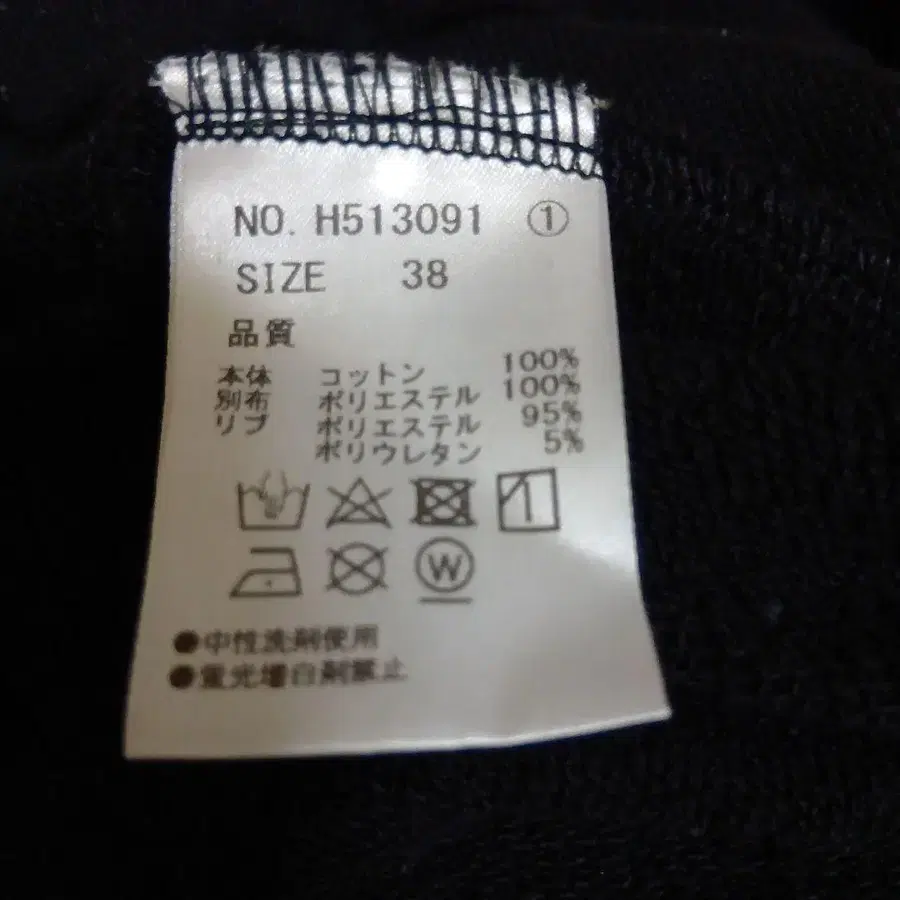 NO. H513091 ①
SIZE 38
品質
本体 コットン 100%
別布 ポリエステル 100%
リブ ポリエステル 95%
ポリウレタン 5%
W
●中性洗剤使用
●蛍光増白剤禁止